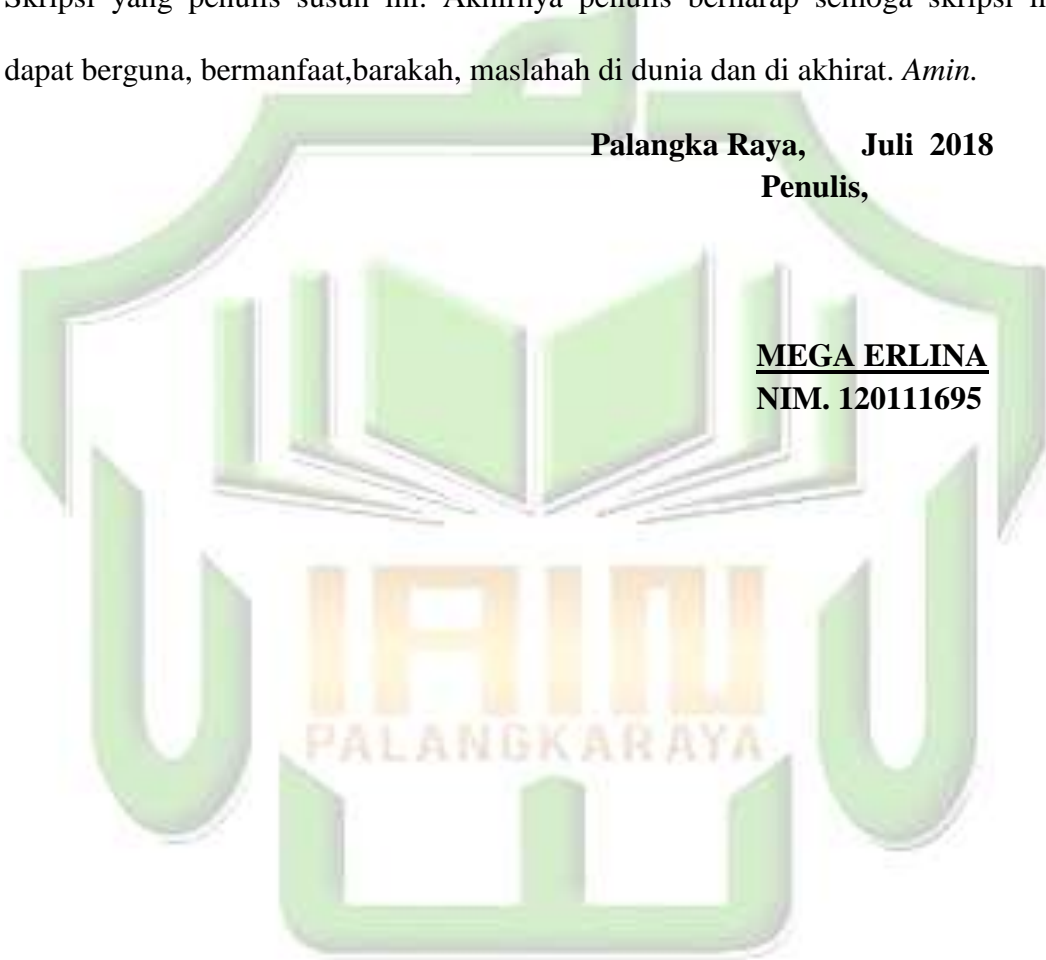 Skripsi yang penulis susun ini. Akhirnya penulis berharap semoga skripsi
dapat berguna, bermanfaat,barakah, maslahah di dunia dan di akhirat. Amin.
Palangka Raya, Juli 2018
Penulis,
MEGA ERLINA
NIM. 120111695
IAIN
PALANGKARAYA